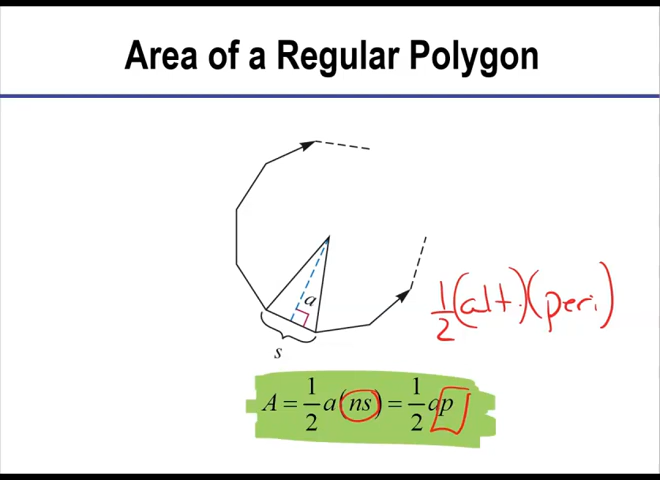 Area of a Regular Polygon
a
s
1/2 (alt.)(peri)
A = 1/2 a(ns) = 1/2 ap